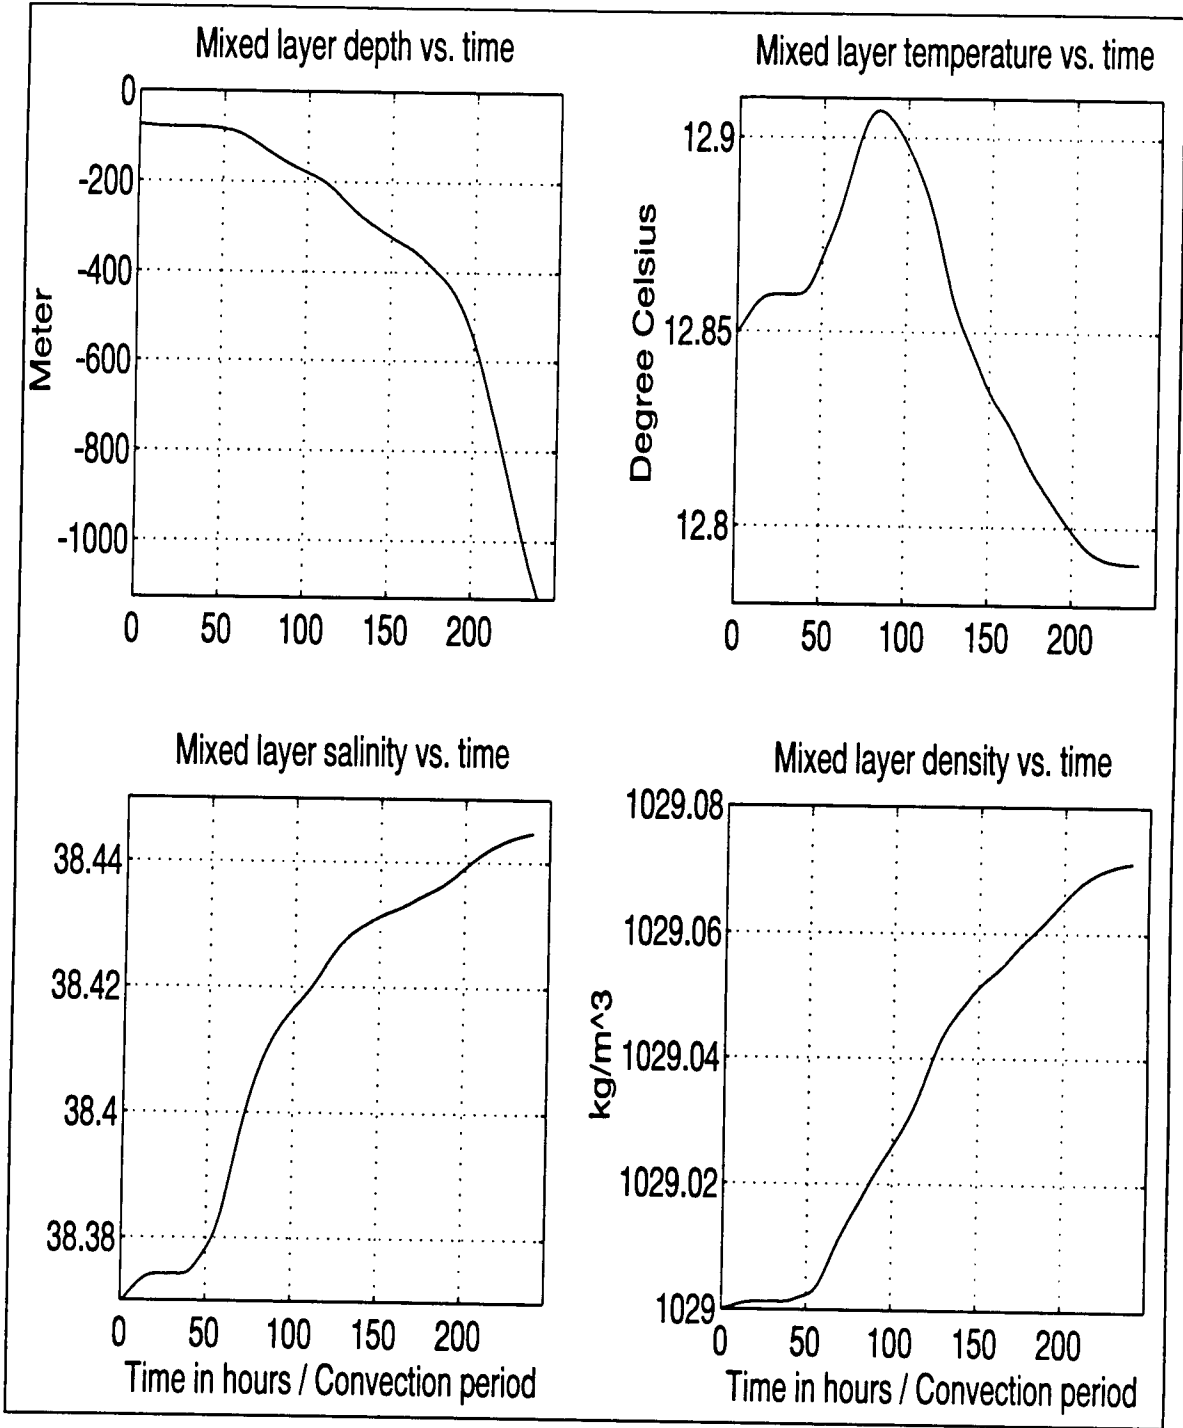 Mixed layer depth vs. time
0
-200
-400
-600
-800
-1000
Meter
0 50 100 150 200
Mixed layer temperature vs. time
12.9
12.85
12.8
Degree Celsius
0 50 100 150 200
Mixed layer salinity vs. time
38.44
38.42
38.4
38.38
0 50 100 150 200
Time in hours / Convection period
Mixed layer density vs. time
1029.08
1029.06
1029.04
1029.02
1029
kg/m^3
0 50 100 150 200
Time in hours / Convection period